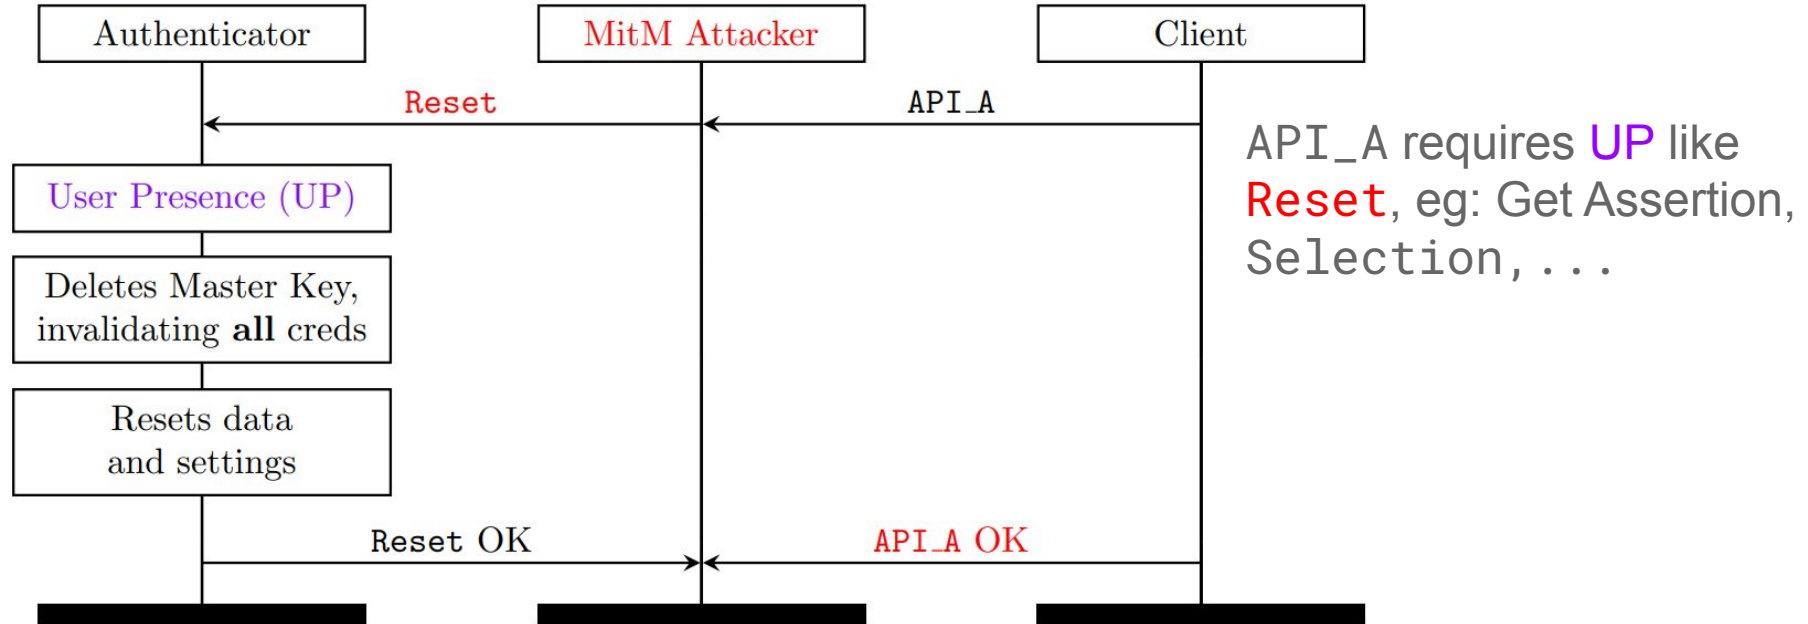 Authenticator
MitM Attacker
Client
Reset
API_A
User Presence (UP)
Deletes Master Key,
invalidating all creds
Resets data
and settings
Reset OK
API_A OK
API_A requires UP like
Reset, eg: Get Assertion,
Selection,...